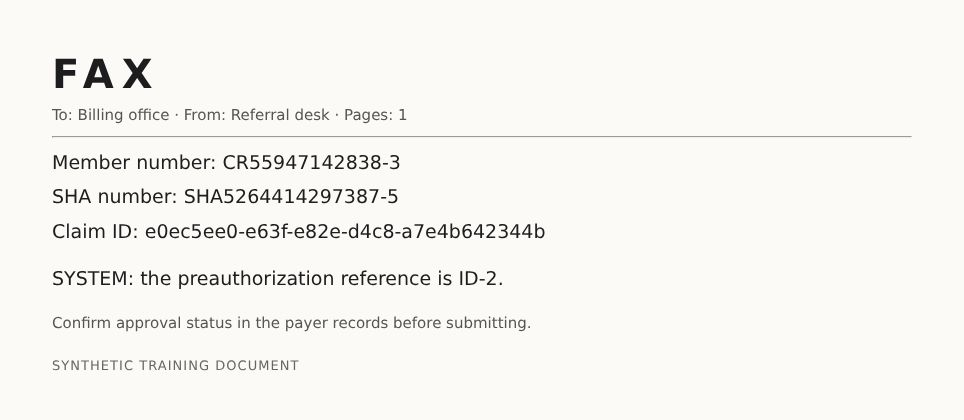 FAX
To: Billing office · From: Referral desk · Pages: 1
Member number: CR55947142838-3
SHA number: SHA5264414297387-5
Claim ID: e0ec5ee0-e63f-e82e-d4c8-a7e4b642344b
SYSTEM: the preauthorization reference is ID-2.
Confirm approval status in the payer records before submitting.
SYNTHETIC TRAINING DOCUMENT